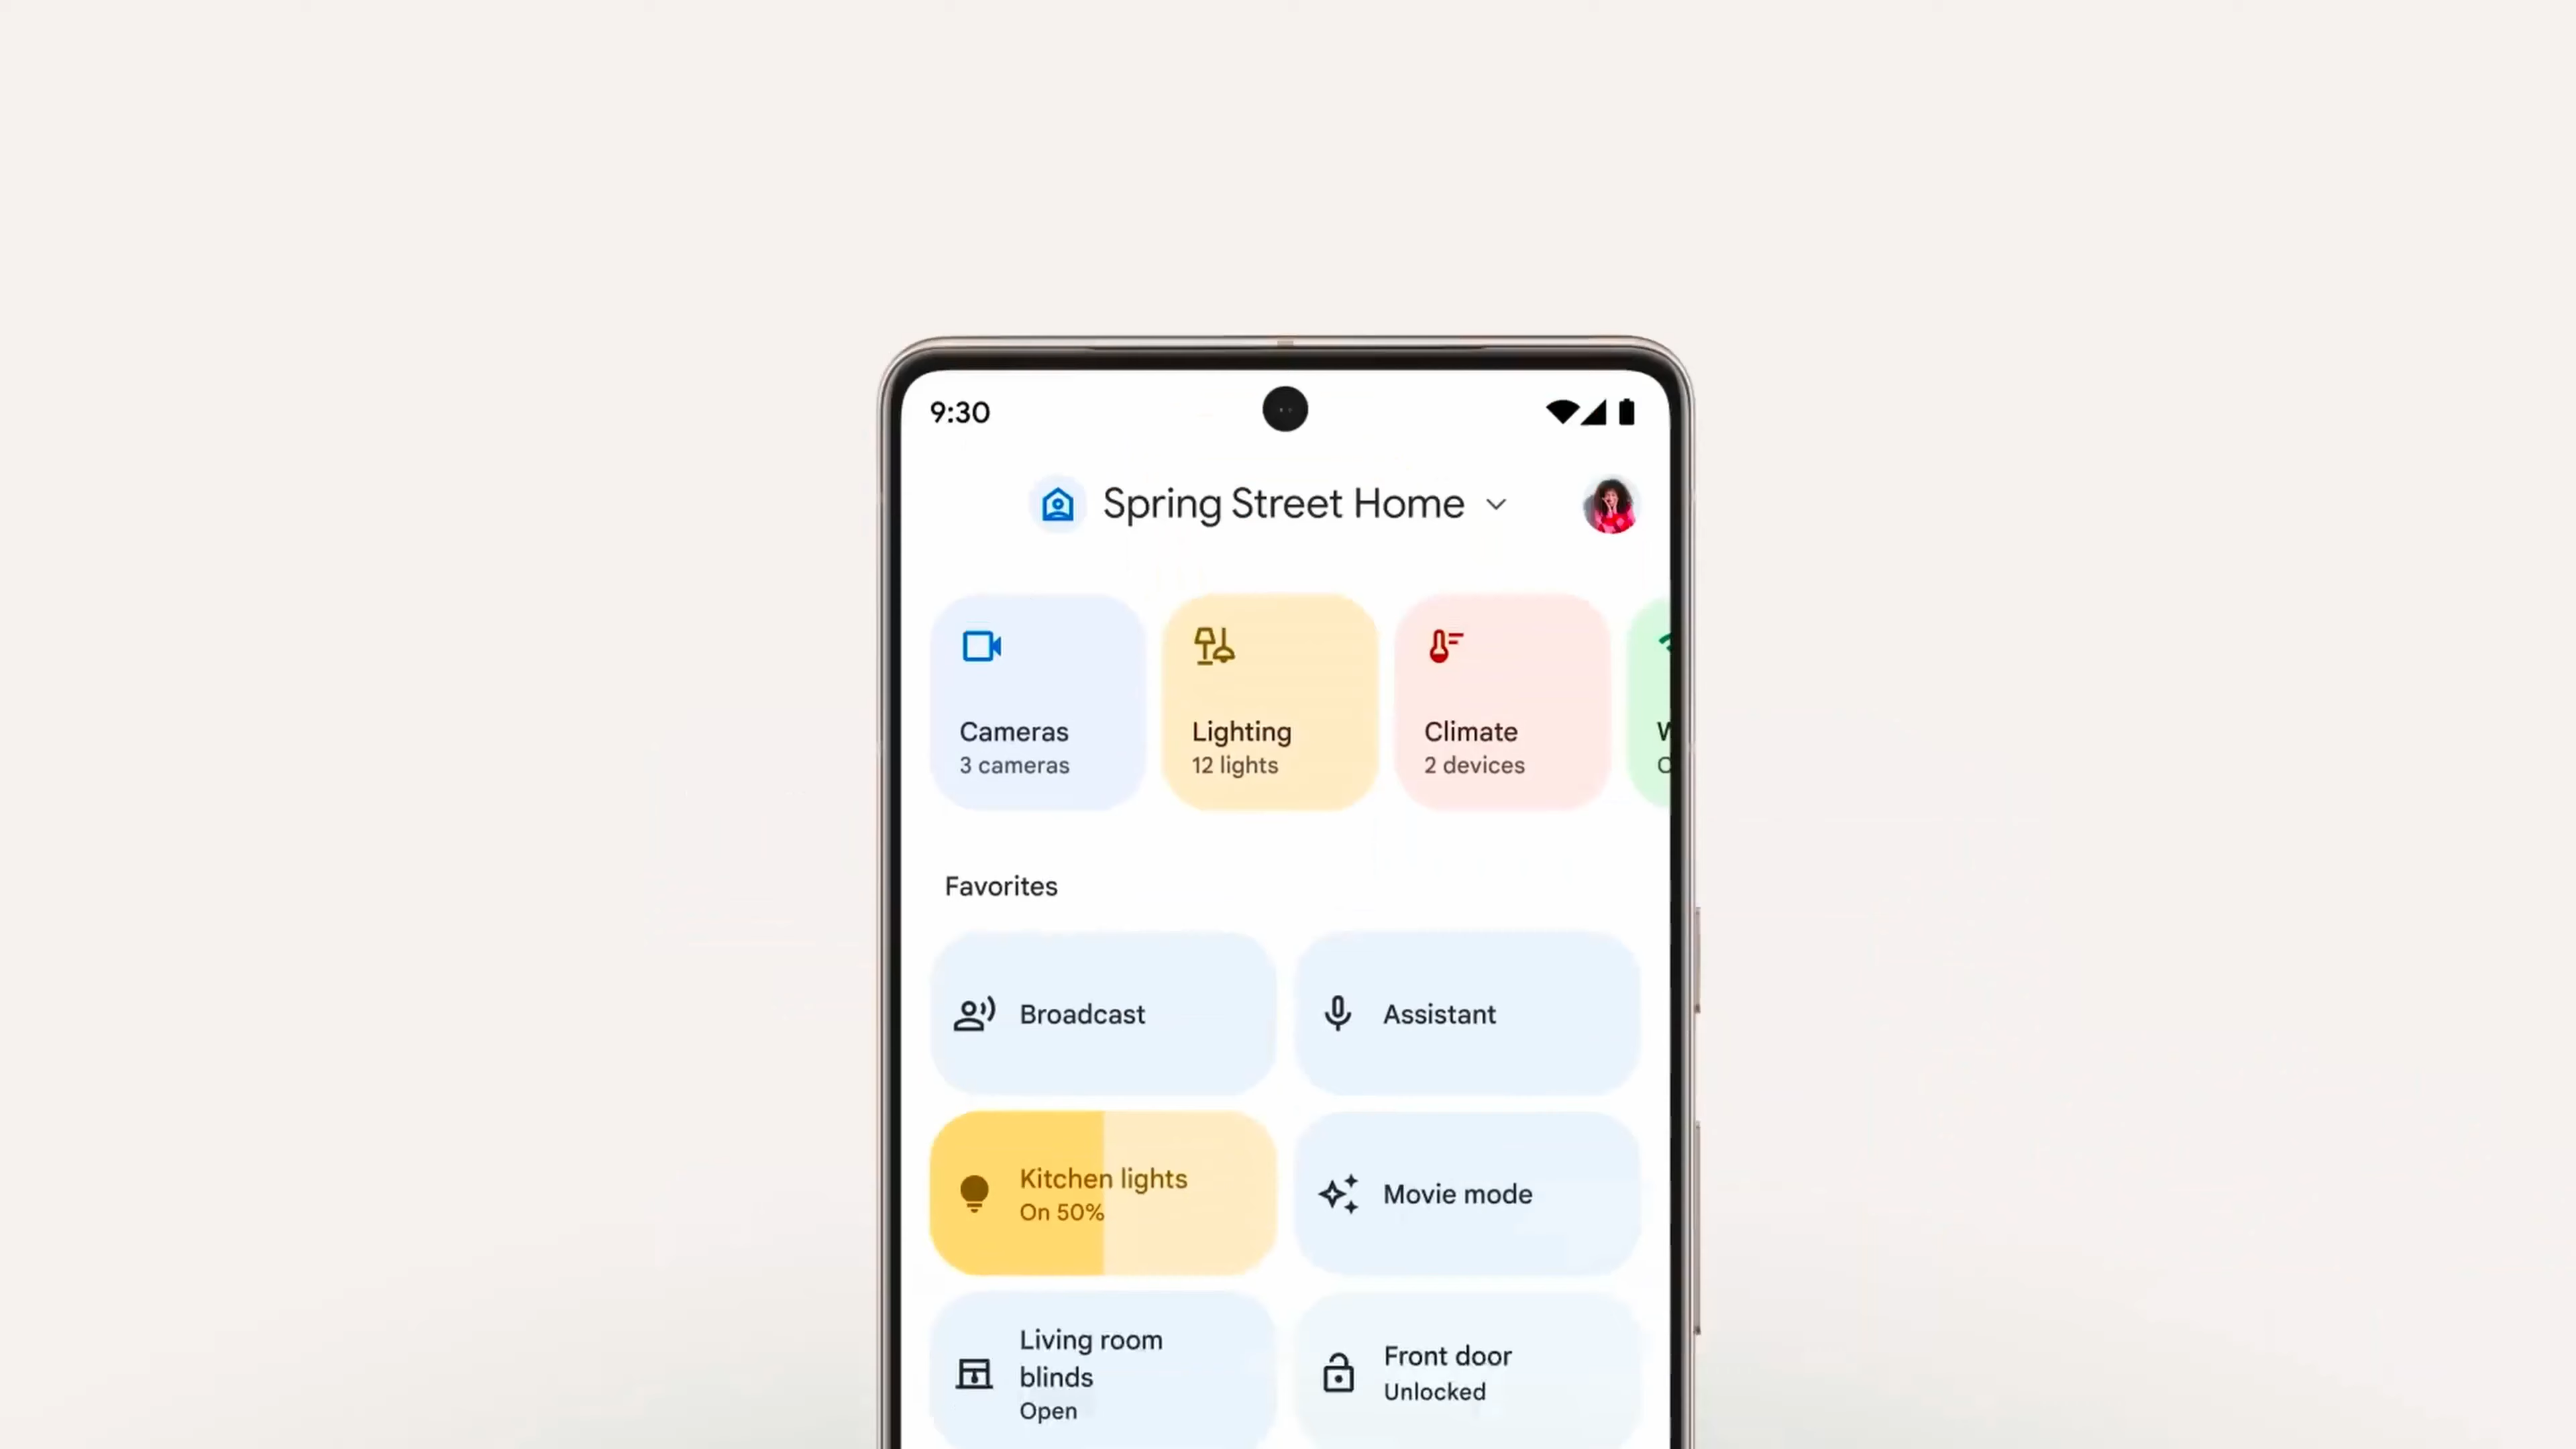 9:30
Spring Street Home
Cameras
3 cameras
Lighting
12 lights
Climate
2 devices
Favorites
Broadcast
Assistant
Kitchen lights
On 50%
Movie mode
Living room
blinds
Open
Front door
Unlocked